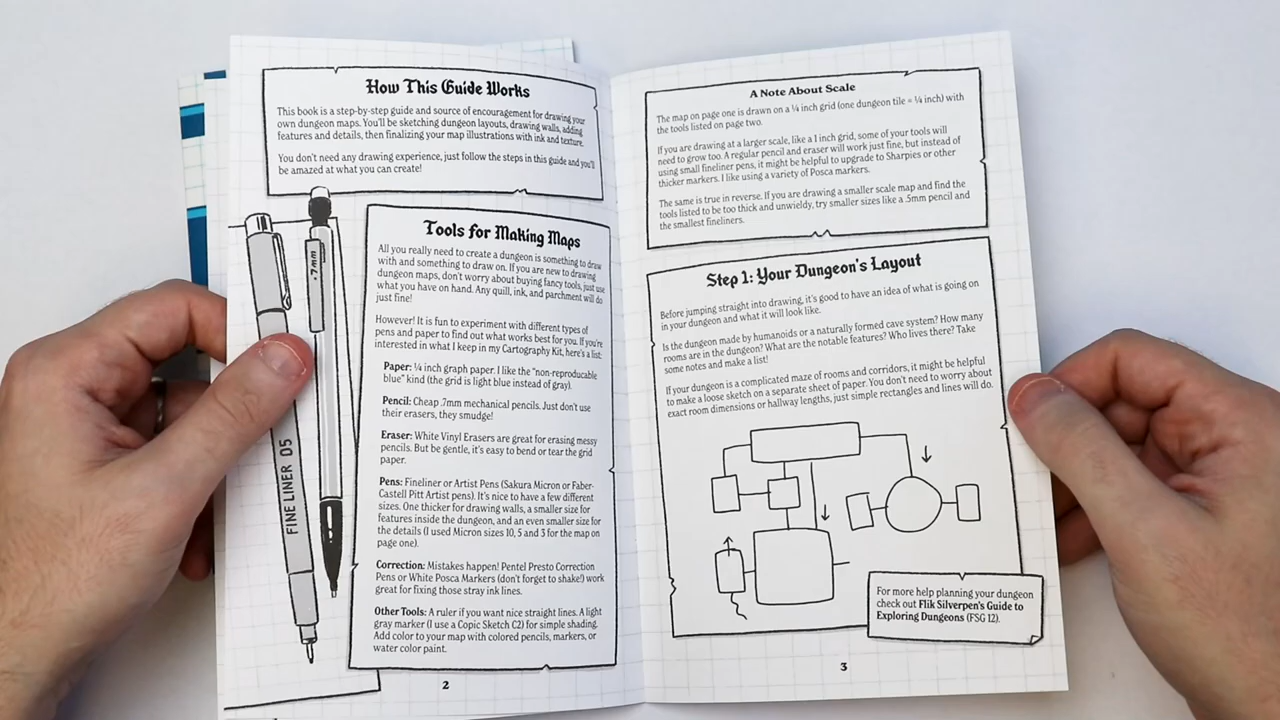 How This Guide Works
This book is a step-by-step guide and source of encouragement for drawing your
own dungeon maps. You'll be sketching dungeon layouts, drawing walls, adding
features and details, then finalizing your map illustrations with ink and texture.
You don't need any drawing experience, just follow the steps in this guide and you'll
be amazed at what you can create!
.7mm
FINE LINER 05
Tools for Making Maps
All you really need to create a dungeon is something to draw
with and something to draw on. If you are new to drawing
dungeon maps, don't worry about buying fancy tools, just use
what you have on hand. Any quill, ink, and parchment will do
just fine!
However! It is fun to experiment with different types of
pens and paper to find out what works best for you. If you're
interested in what I keep in my Cartography Kit, here's a list:
Paper: ¼ inch graph paper. I like the "non-reproducable
blue" kind (the grid is light blue instead of gray).
Pencil: Cheap .7mm mechanical pencils. Just don't use
their erasers, they smudge!
Eraser: White Vinyl Erasers are great for erasing messy
pencils. But be gentle, it's easy to bend or tear the grid
paper.
Pens: Fineliner or Artist Pens (Sakura Micron or Faber-
Castell Pitt Artist pens). It's nice to have a few different
sizes. One thicker for drawing walls, a smaller size for
features inside the dungeon, and an even smaller size for
the details (I used Micron sizes 10, 5 and 3 for the map on
page one).
Correction: Mistakes happen! Pentel Presto Correction
Pens or White Posca Markers (don't forget to shake!) work
great for fixing those stray ink lines.
Other Tools: A ruler if you want nice straight lines. A light
gray marker (I use a Copic Sketch C2) for simple shading.
Add color to your map with colored pencils, markers, or
water color paint.
2
A Note About Scale
The map on page one is drawn on a ¼ inch grid (one dungeon tile = ¼ inch) with
the tools listed on page two.
If you are drawing at a larger scale, like a 1 inch grid, some of your tools will
need to grow too. A regular pencil and eraser will work just fine, but instead of
using small fineliner pens, it might be helpful to upgrade to Sharpies or other
thicker markers. I like using a variety of Posca markers.
The same is true in reverse. If you are drawing a smaller scale map and find the
tools listed to be too thick and unwieldy, try smaller sizes like a .5mm pencil and
the smallest fineliners.
Step 1: Your Dungeon's Layout
Before jumping straight into drawing, it's good to have an idea of what is going on
in your dungeon and what it will look like.
Is the dungeon made by humanoids or a naturally formed cave system? How many
rooms are in the dungeon? What are the notable features? Who lives there? Take
some notes and make a list!
If your dungeon is a complicated maze of rooms and corridors, it might be helpful
to make a loose sketch on a separate sheet of paper. You don't need to worry about
exact room dimensions or hallway lengths, just simple rectangles and lines will do.
For more help planning your dungeon
check out Flik Silverpen's Guide to
Exploring Dungeons (FSG 12).
3